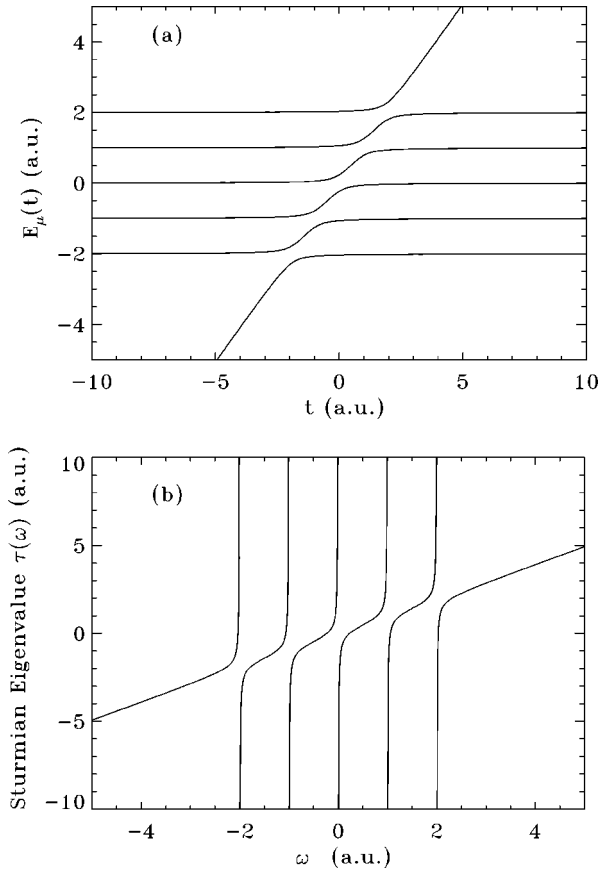 (a)
E_μ(t) (a.u.)
4
2
0
−2
−4
−10 −5 0 5 10
t (a.u.)
(b)
Sturmian Eigenvalue τ(ω) (a.u.)
10
5
0
−5
−10
−4 −2 0 2 4
ω (a.u.)